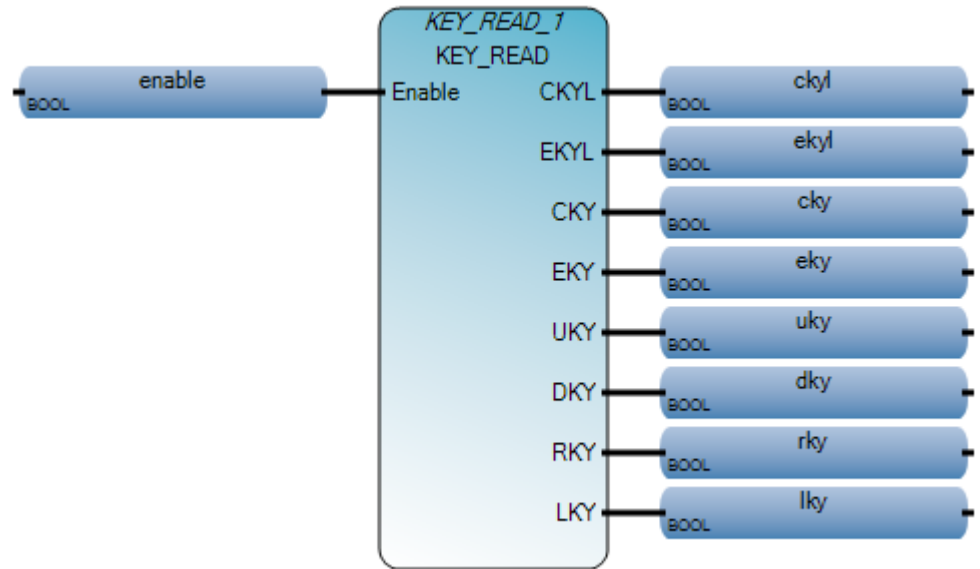 KEY_READ_1
KEY_READ
enable
BOOL
Enable
CKYL
ckyl
BOOL
EKYL
ekyl
BOOL
CKY
cky
BOOL
EKY
eky
BOOL
UKY
uky
BOOL
DKY
dky
BOOL
RKY
rky
BOOL
LKY
lky
BOOL